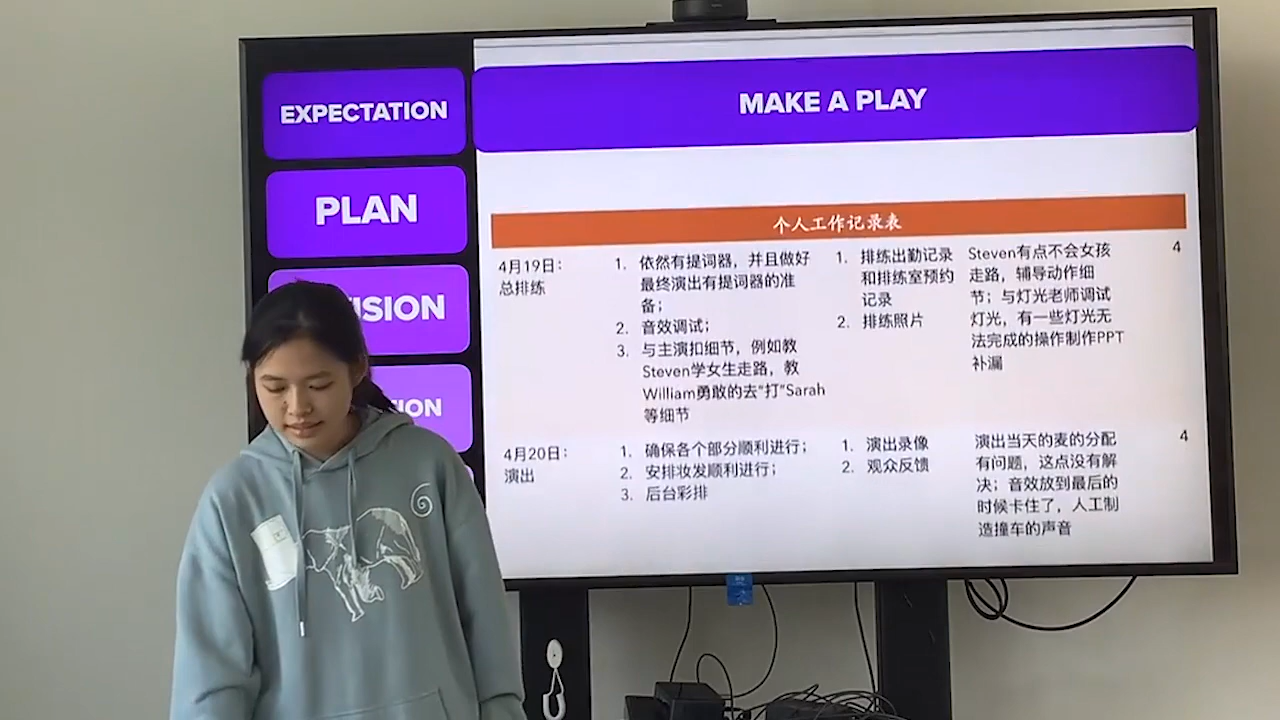 EXPECTATION
PLAN
MAKE A PLAY
个人工作记录表
4月19日：
总排练
1. 依然有提词器，并且做好
最终演出有提词器的准
备；
2. 音效调试；
3. 与主演扣细节，例如教
Steven学女生走路，教
William勇敢的去“打”Sarah
等细节
1. 排练出勤记录
和排练室预约
记录
2. 排练照片
Steven有点不会女孩
走路，辅导动作细
节；与灯光老师调试
灯光，有一些灯光无
法完成的操作制作PPT
补漏
4
4月20日：
演出
1. 确保各个部分顺利进行；
2. 安排妆发顺利进行；
3. 后台彩排
1. 演出录像
2. 观众反馈
演出当天的麦的分配
有问题，这点没有解
决；音效放到最后的
时候卡住了，人工制
造撞车的声音
4